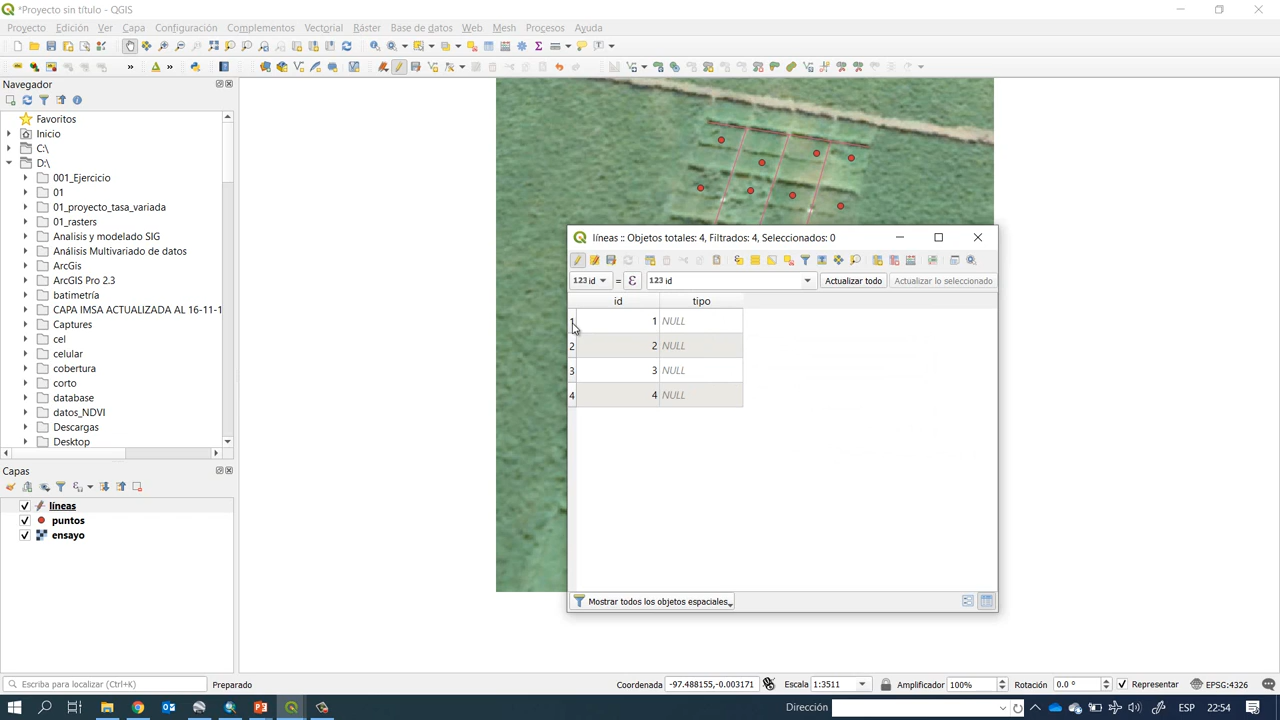 *Proyecto sin título - QGIS
Proyecto Edición Ver Capa Configuración Complementos Vectorial Ráster Base de datos Web Mesh Procesos Ayuda
Navegador
Favoritos
Inicio
C:\
D:\
001_Ejercicio
01
01_proyecto_tasa_variada
01_rasters
Analisis y modelado SIG
Análisis Multivariado de datos
ArcGis
ArcGIS Pro 2.3
batimetría
CAPA IMSA ACTUALIZADA AL 16-11-1
Captures
cel
celular
cobertura
corto
database
datos_NDVI
Descargas
Desktop
Capas
líneas
puntos
ensayo
líneas :: Objetos totales: 4, Filtrados: 4, Seleccionados: 0
123 id = ε 123 id Actualizar todo Actualizar lo seleccionado
id tipo
1 1 NULL
2 2 NULL
3 3 NULL
4 4 NULL
Mostrar todos los objetos espaciales
Escriba para localizar (Ctrl+K) Preparado Coordenada -97.488155,-0.003171 Escala 1:3511 Amplificador 100% Rotación 0.0 ° Representar EPSG:4326
Dirección ESP 22:54